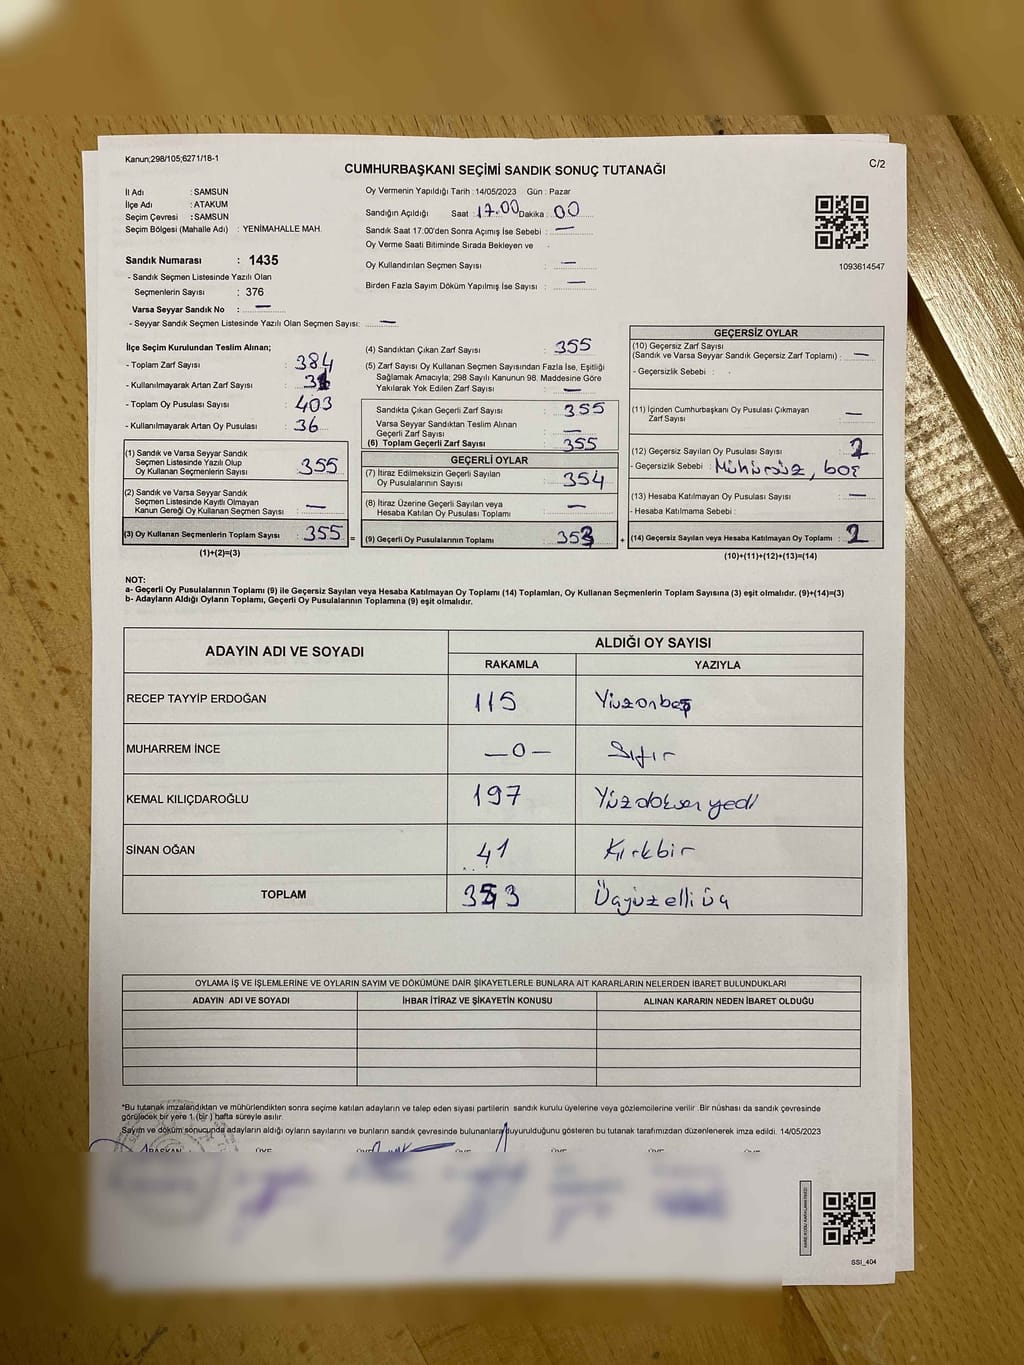 Kanun;298/105;6271/18-1
CUMHURBAŞKANI SEÇİMİ SANDIK SONUÇ TUTANAĞI
C/2
İl Adı : SAMSUN
İlçe Adı : ATAKUM
Seçim Çevresi : SAMSUN
Seçim Bölgesi (Mahalle Adı) : YENİMAHALLE MAH.
Oy Vermenin Yapıldığı Tarih : 14/05/2023 Gün : Pazar
Sandığın Açıldığı Saat : 17.00 Dakika : 00
Sandık Saat 17:00'den Sonra Açımış İse Sebebi : —
Oy Verme Saati Bitiminde Sırada Bekleyen ve
Oy Kullandırılan Seçmen Sayısı : —
Birden Fazla Sayım Döküm Yapılmış İse Sayısı : —
1093614547
Sandık Numarası : 1435
- Sandık Seçmen Listesinde Yazılı Olan
Seçmenlerin Sayısı : 376
Varsa Seyyar Sandık No : —
- Seyyar Sandık Seçmen Listesinde Yazılı Olan Seçmen Sayısı: —
İlçe Seçim Kurulundan Teslim Alınan;
- Toplam Zarf Sayısı : 384
- Kullanılmayarak Artan Zarf Sayısı :
- Toplam Oy Pusulası Sayısı : 403
- Kullanılmayarak Artan Oy Pusulası : 36
(1) Sandık ve Varsa Seyyar Sandık
Seçmen Listesinde Yazılı Olup
Oy Kullanan Seçmenlerin Sayısı : 355
(2) Sandık ve Varsa Seyyar Sandık
Seçmen Listesinde Kayıtlı Olmayan
Kanun Gereği Oy Kullanan Seçmen Sayısı : —
(3) Oy Kullanan Seçmenlerin Toplam Sayısı : 355 =
(1)+(2)=(3)
(4) Sandıktan Çıkan Zarf Sayısı : 355
(5) Zarf Sayısı Oy Kullanan Seçmen Sayısından Fazla İse, Eşitliği
Sağlamak Amacıyla; 298 Sayılı Kanunun 98. Maddesine Göre
Yakılarak Yok Edilen Zarf Sayısı : —
Sandıkta Çıkan Geçerli Zarf Sayısı : 355
Varsa Seyyar Sandıktan Teslim Alınan
Geçerli Zarf Sayısı : —
(6) Toplam Geçerli Zarf Sayısı : 355
GEÇERLİ OYLAR
(7) İtiraz Edilmeksizin Geçerli Sayılan
Oy Pusulalarının Sayısı : 354
(8) İtiraz Üzerine Geçerli Sayılan veya
Hesaba Katılan Oy Pusulası Toplamı : —
(9) Geçerli Oy Pusulalarının Toplamı : 353 +
GEÇERSİZ OYLAR
(10) Geçersiz Zarf Sayısı
(Sandık ve Varsa Seyyar Sandık Geçersiz Zarf Toplamı) : —
- Geçersizlik Sebebi :
(11) İçinden Cumhurbaşkanı Oy Pusulası Çıkmayan
Zarf Sayısı : —
(12) Geçersiz Sayılan Oy Pusulası Sayısı : 2
- Geçersizlik Sebebi : Mühürsüz, boş
(13) Hesaba Katılmayan Oy Pusulası Sayısı : —
- Hesaba Katılmama Sebebi :
(14) Geçersiz Sayılan veya Hesaba Katılmayan Oy Toplamı : 2
(10)+(11)+(12)+(13)=(14)
NOT:
a- Geçerli Oy Pusulalarının Toplamı (9) ile Geçersiz Sayılan veya Hesaba Katılmayan Oy Toplamı (14) Toplamları, Oy Kullanan Seçmenlerin Toplam Sayısına (3) eşit olmalıdır. (9)+(14)=(3)
b- Adayların Aldığı Oyların Toplamı, Geçerli Oy Pusulalarının Toplamına (9) eşit olmalıdır.
ADAYIN ADI VE SOYADI ALDIĞI OY SAYISI
RAKAMLA YAZIYLA
RECEP TAYYİP ERDOĞAN 115 Yüzonbeş
MUHARREM İNCE —0— Sıfır
KEMAL KILIÇDAROĞLU 197 Yüzdoksanyedi
SİNAN OĞAN 41 Kırkbir
TOPLAM 353 Üçyüzelliüç
OYLAMA İŞ VE İŞLEMLERİNE VE OYLARIN SAYIM VE DÖKÜMÜNE DAİR ŞİKAYETLERLE BUNLARA AİT KARARLARIN NELERDEN İBARET BULUNDUKLARI
ADAYIN ADI VE SOYADI İHBAR İTİRAZ VE ŞİKAYETİN KONUSU ALINAN KARARIN NEDEN İBARET OLDUĞU
*Bu tutanak imzalandıktan ve mühürlendikten sonra seçime katılan adayların ve talep eden siyasi partilerin sandık kurulu üyelerine veya gözlemcilerine verilir. Bir nüshası da sandık çevresinde
görülecek bir yere 1 (bir ) hafta süreyle asılır.
Sayım ve döküm sonucunda adayların aldığı oyların sayılarını ve bunların sandık çevresinde bulunanlara duyurulduğunu gösteren bu tutanak tarafımızdan düzenlenerek imza edildi. 14/05/2023
BAŞKAN ÜYE ÜYE ÜYE ÜYE ÜYE ÜYE
SSİ_404